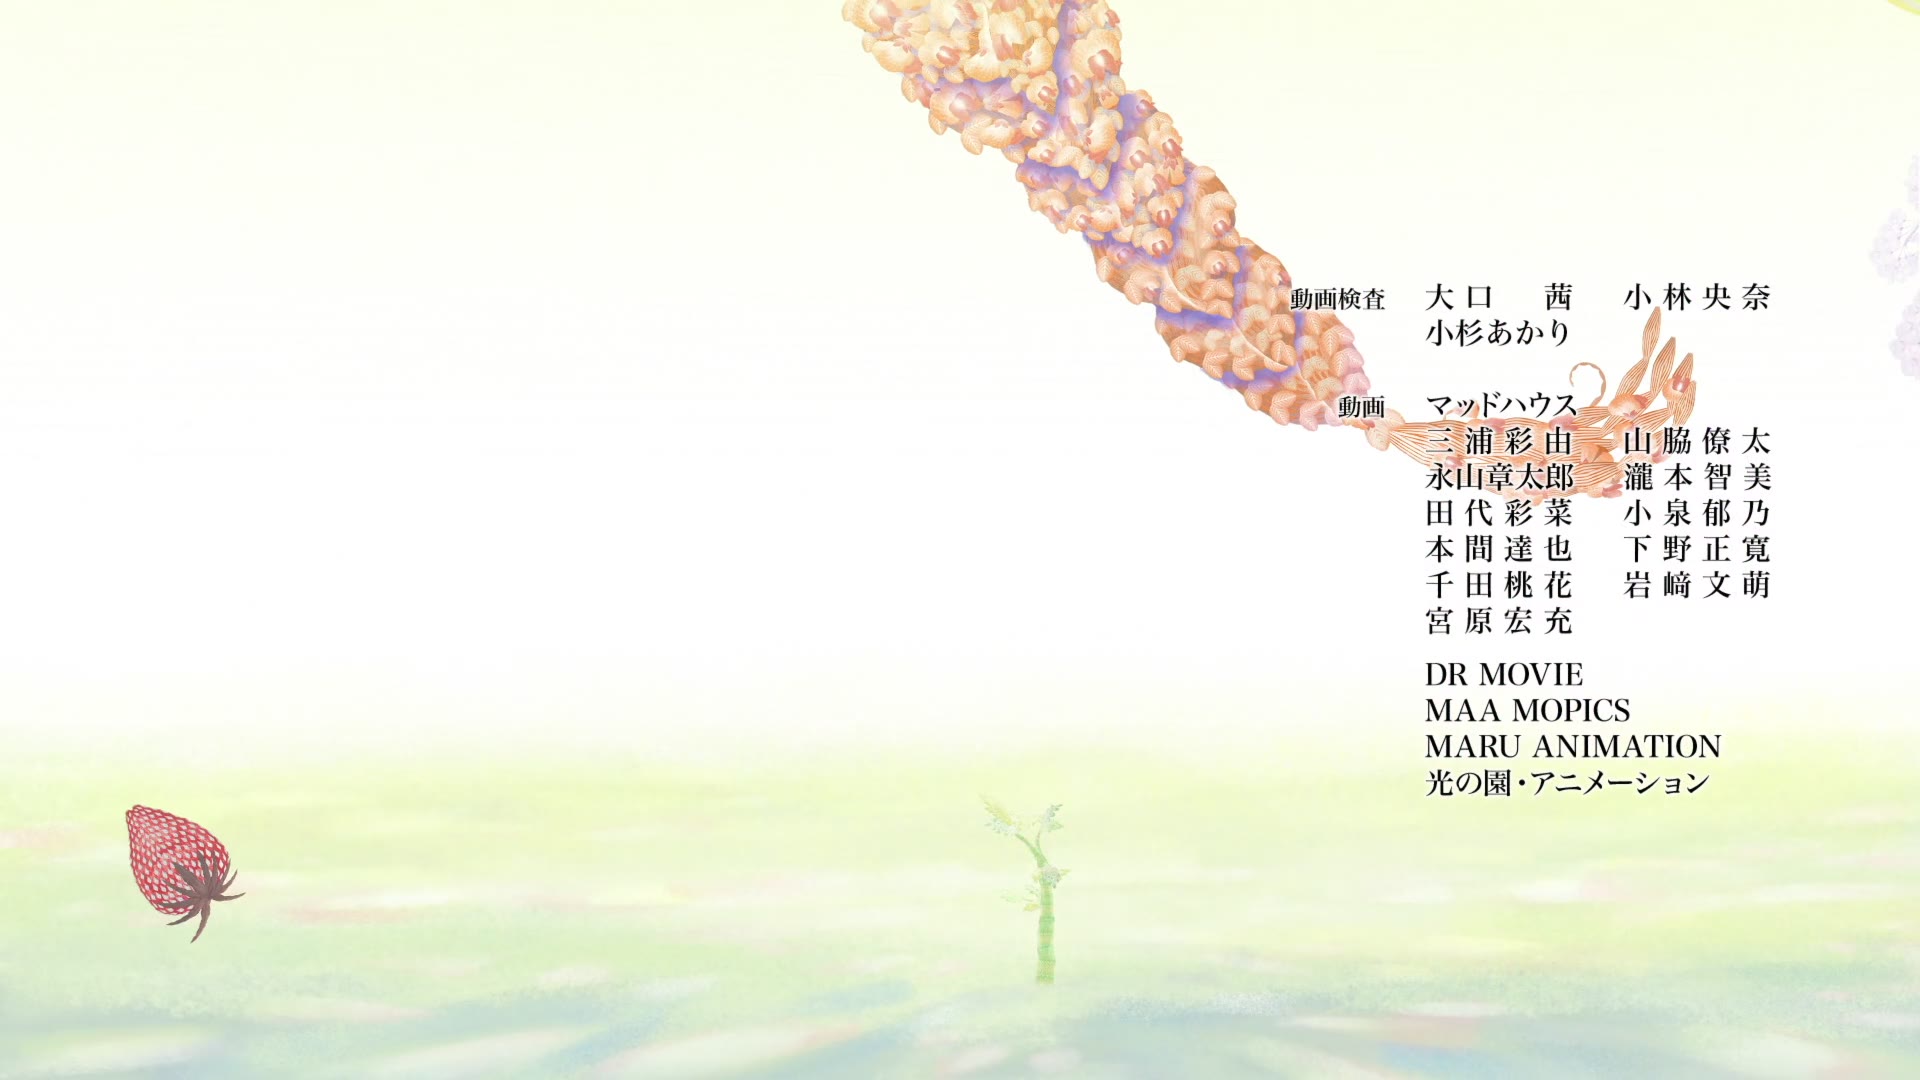 動画検査 大口 茜 小林央奈
小杉あかり
動画 マッドハウス
三浦彩由 山脇僚太
永山章太郎 瀧本智美
田代彩菜 小泉郁乃
本間達也 下野正寛
千田桃花 岩﨑文萌
宮原宏充
DR MOVIE
MAA MOPICS
MARU ANIMATION
光の園・アニメーション